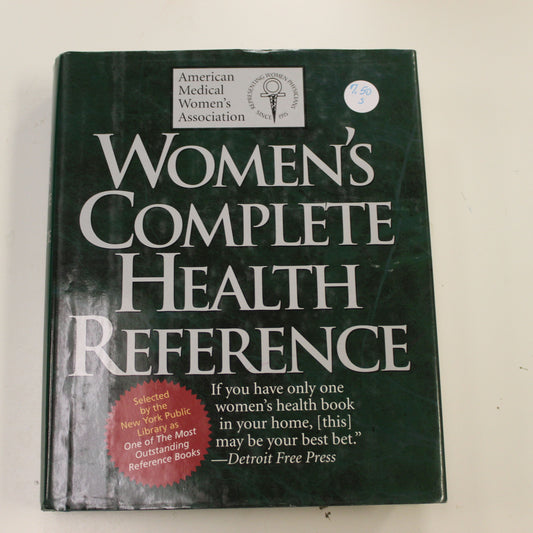 American
Medical
Women's
Association
REPRESENTING WOMEN PHYSICIANS
SINCE 1915
7.50
S
WOMEN'S
COMPLETE
HEALTH
REFERENCE
Selected
by the
New York Public
Library as
One of The Most
Outstanding
Reference Books
If you have only one
women's health book
in your home, [this]
may be your best bet.”
—Detroit Free Press